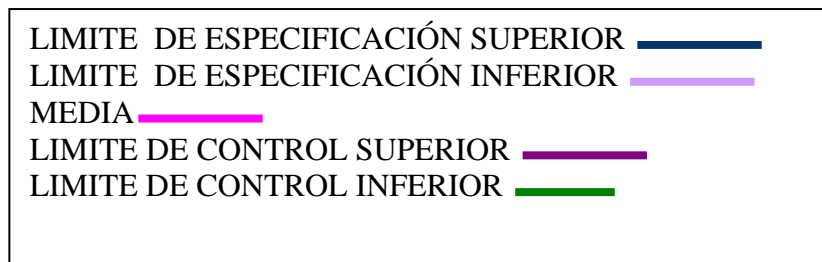 LIMITE DE ESPECIFICACIÓN SUPERIOR
LIMITE DE ESPECIFICACIÓN INFERIOR
MEDIA
LIMITE DE CONTROL SUPERIOR
LIMITE DE CONTROL INFERIOR